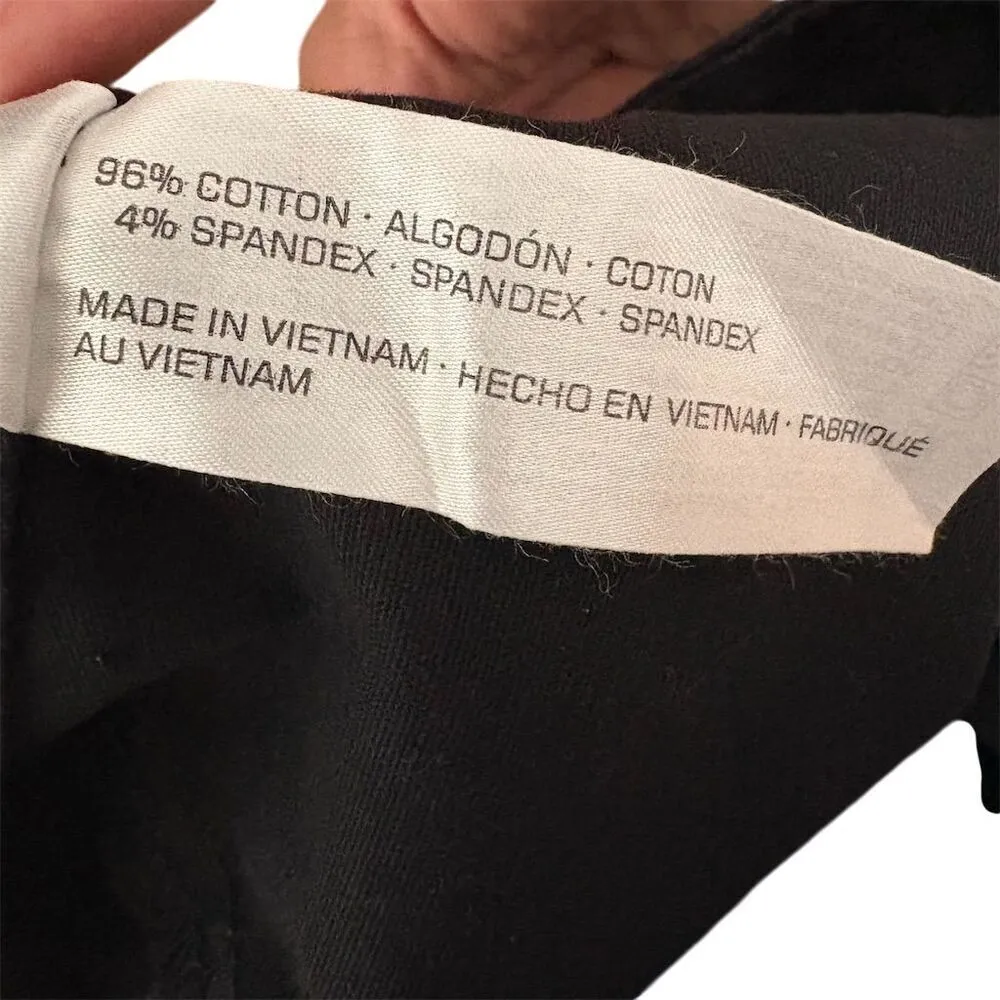 96% COTTON · ALGODÓN · COTON
4% SPANDEX · SPANDEX · SPANDEX
MADE IN VIETNAM · HECHO EN VIETNAM · FABRIQUÉ
AU VIETNAM